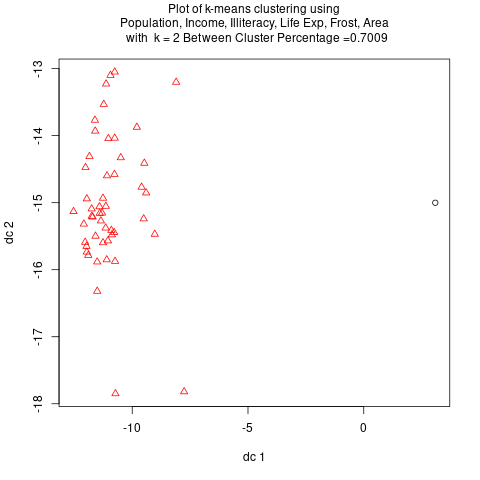 Plot of k-means clustering using
Population, Income, Illiteracy, Life Exp, Frost, Area
with k = 2 Between Cluster Percentage =0.7009
-13
-14
-15
-16
-17
-18
dc 2
-10
-5
0
dc 1